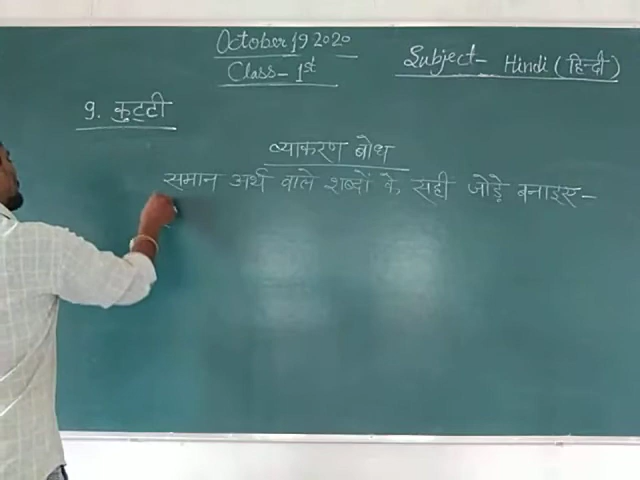 October 19 2020
Class- 1st
Subject- Hindi (हिन्दी)
9. कुट्टी
व्याकरण बोध
समान अर्थ वाले शब्दों के सही जोड़े बनाइए-